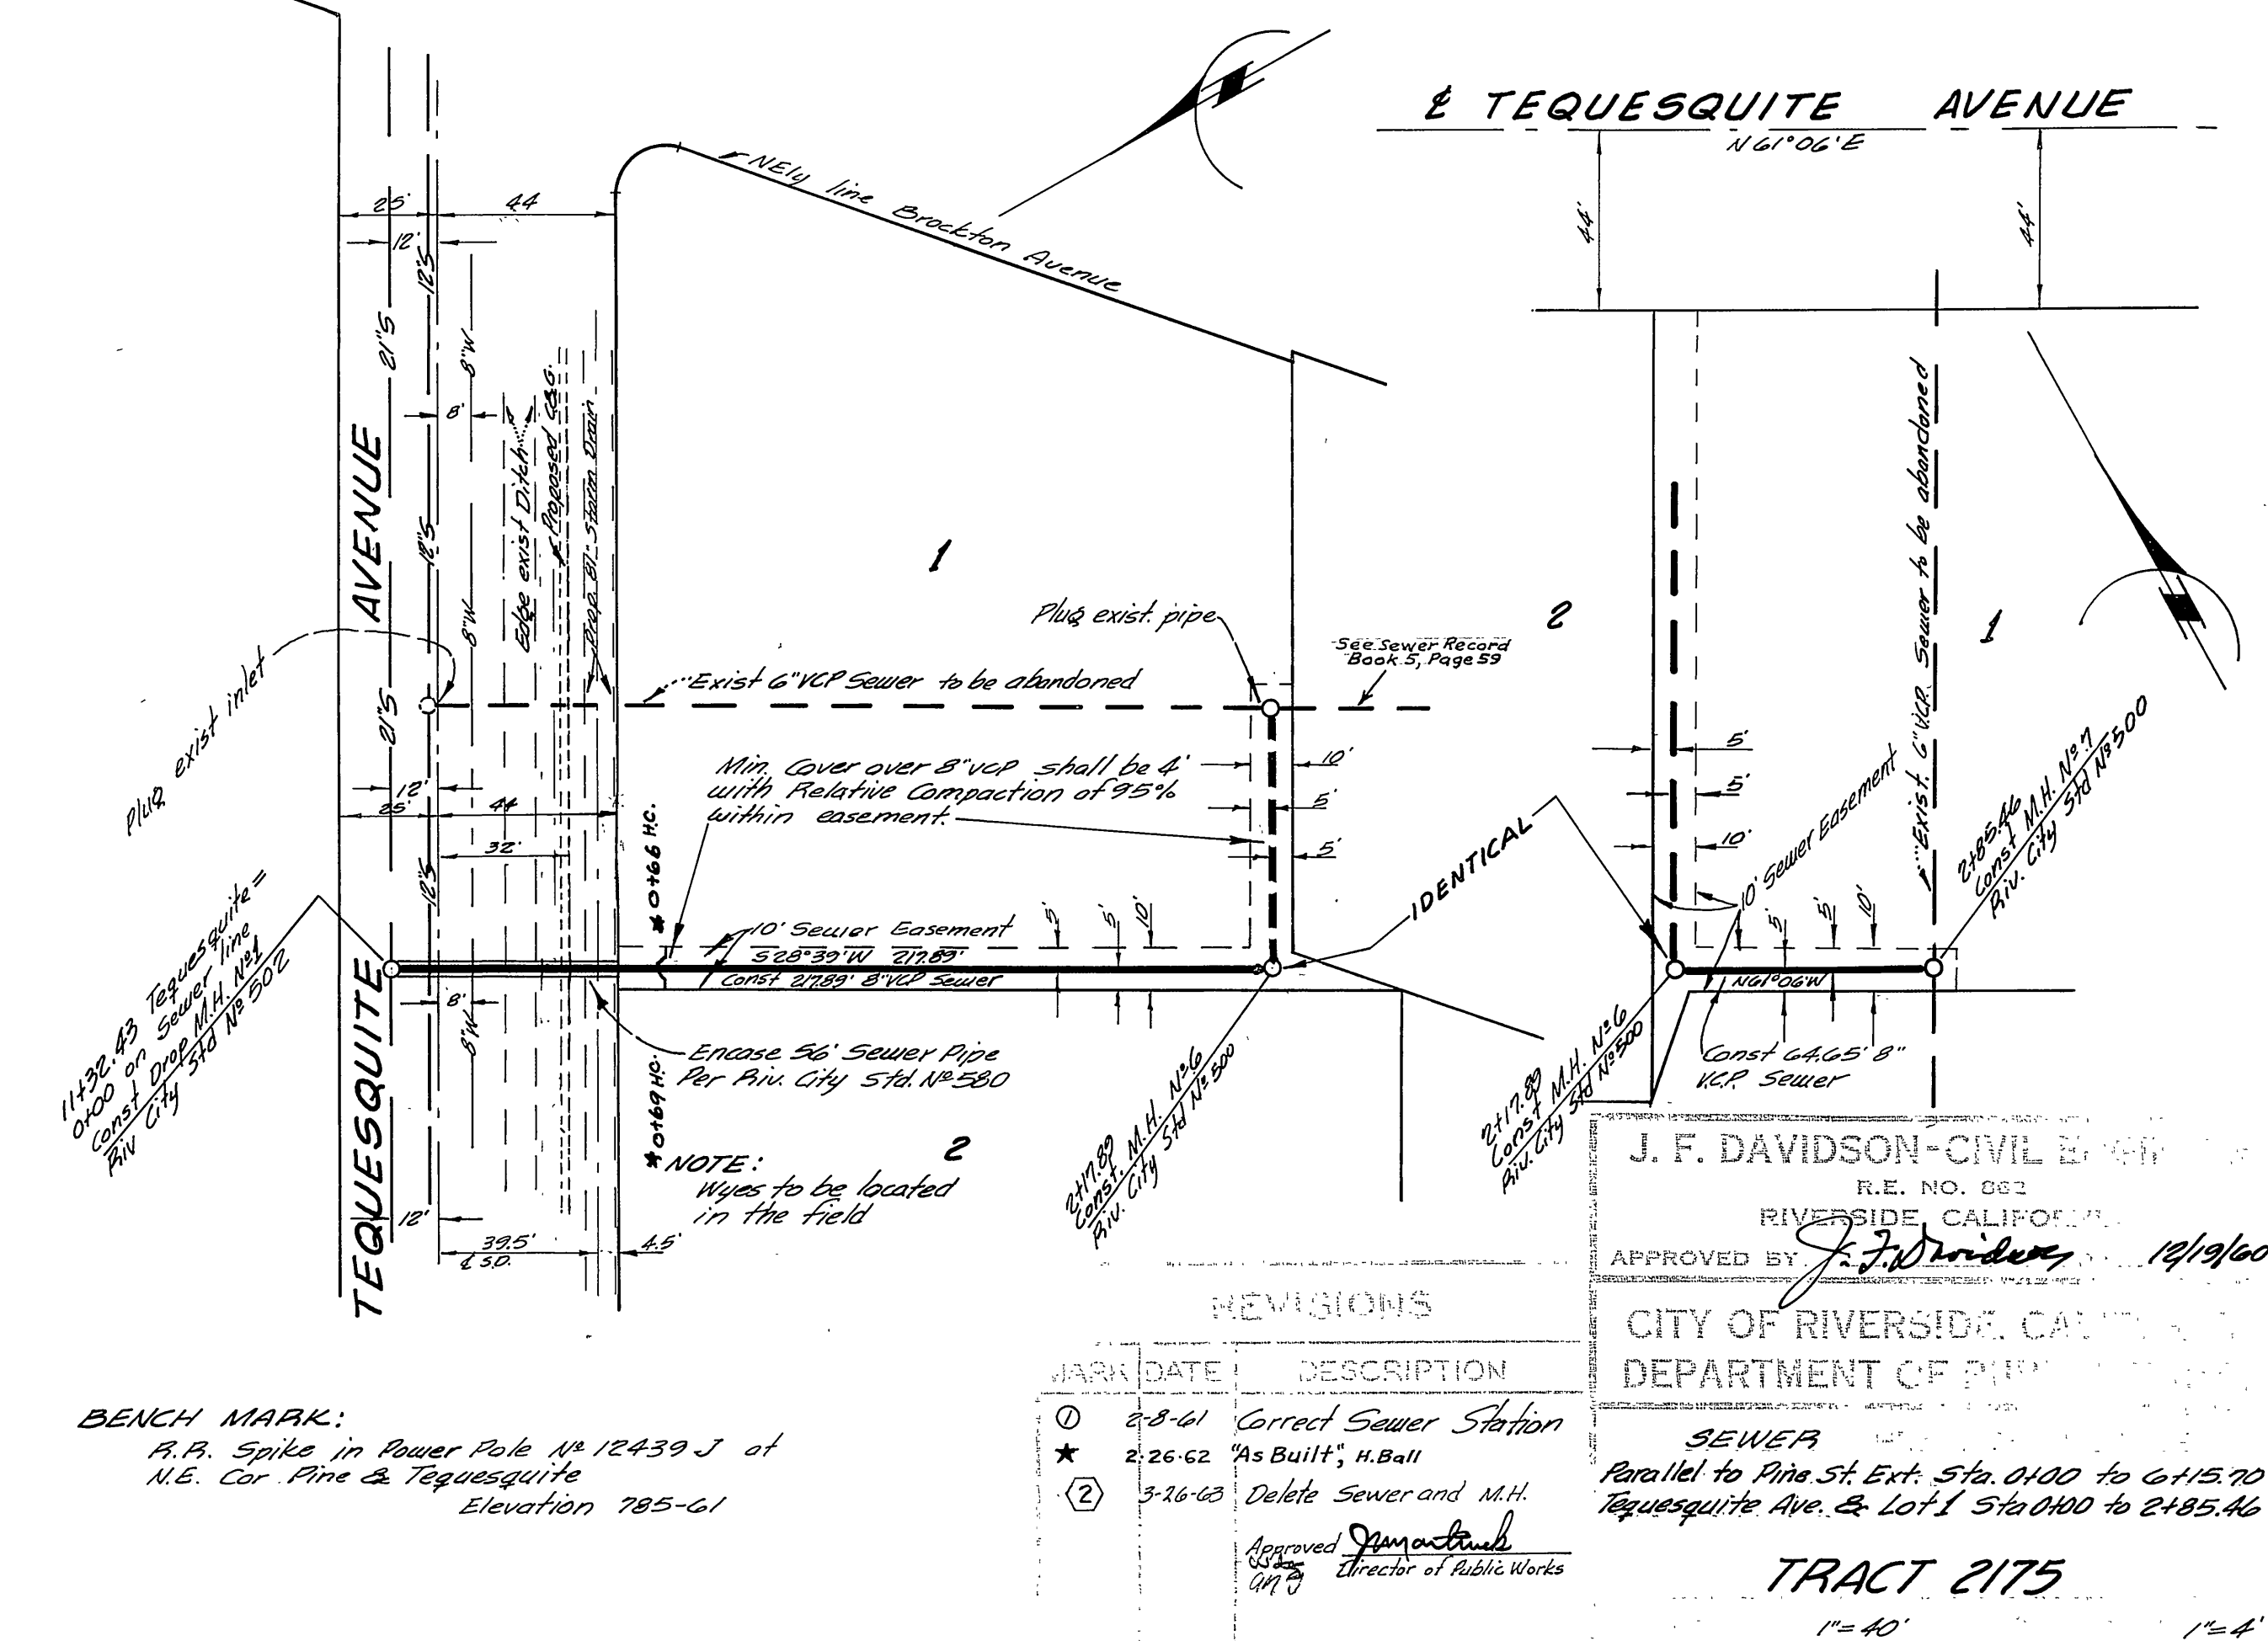 ℄ TEQUESQUITE AVENUE
N 61°06'E
44'
44'
NEly line Brockton Avenue
25'
44
12'
12"S
21"S
8"W
8'
AVENUE
Edge exist Ditch
Proposed C&G.
Prop. 81" Storm Drain
12"S
8"W
21"S
1
2
1
Plug exist. pipe
See Sewer Record
Book 5, Page 59
Exist 6"VCP Sewer to be abandoned
Exist. 6" V.C.P. Sewer to be abandoned
Plug exist inlet
Min. Cover over 8"VCP shall be 4'
with Relative Compaction of 95%
within easement.
10'
5'
5'
12'
25'
44
32'
12"S
★ 0+66 H.C.
5'
5'
10'
10' Sewer Easement
IDENTICAL
5'
5'
10'
10' Sewer Easement
5'
5'
10'
2+85.46
Const M.H. Nº 7
Riv. City Std Nº 500
10' Sewer Easement
S 28°39'W 217.89'
Const 217.89' 8"VCP Sewer
N61°06'W
11+32.43 Tequesquite =
0+00 on Sewer line
Const Drop M.H. Nº1
Riv City Std Nº 502
TEQUESQUITE
8'
8"W
Encase 56' Sewer Pipe
Per Riv. City Std. Nº 580
★ 0+69 H.C.
★ NOTE:
Wyes to be located
in the field
2
2+17.89
Const. M.H. Nº6
Riv. City Std Nº 500
2+17.89
Const M.H. Nº 6
Riv. City Std Nº 500
Const 64.65' 8"
V.C.P. Sewer
12'
39.5'
℄ S.D.
4.5'
J. F. DAVIDSON-CIVIL
R.E. NO. 862
RIVERSIDE, CALIFOR
APPROVED BY J. F. Davidson 12/19/60
CITY OF RIVERSIDE, CA
DEPARTMENT OF PUB
SEWER
Parallel to Pine St. Ext. Sta. 0+00 to 6+15.70
Tequesquite Ave. & Lot 1 Sta 0+00 to 2+85.46
TRACT 2175
1"=40'
1"=4'
REVISIONS
MARK DATE DESCRIPTION
1 2-8-61 Correct Sewer Station
★ 2-26-62 "As Built", H. Ball
2 3-26-63 Delete Sewer and M.H.
Approved
Director of Public Works
BENCH MARK:
R.R. Spike in Power Pole Nº 12439 J at
N.E. Cor Pine & Tequesquite
Elevation 785-61